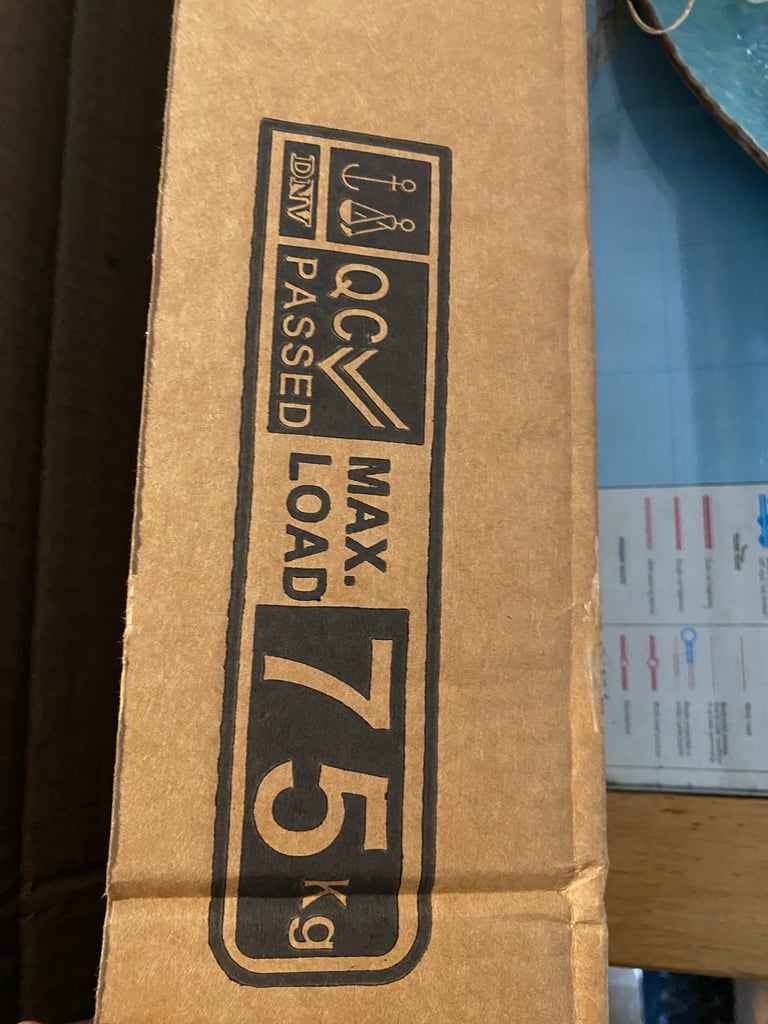 DNV
QC
PASSED
MAX.
LOAD
75 Kg